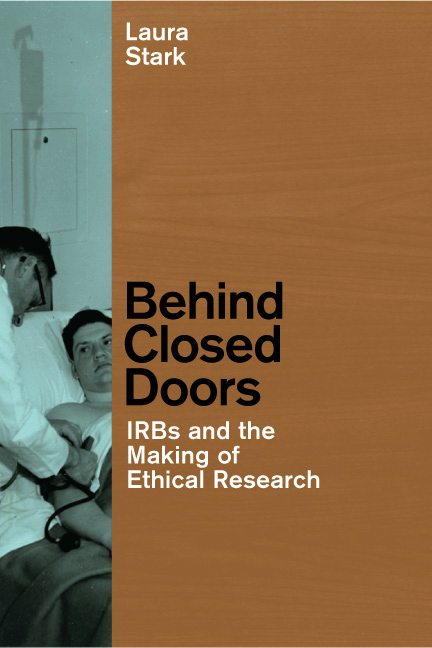 Laura
Stark
Behind
Closed
Doors
IRBs and the
Making of
Ethical Research